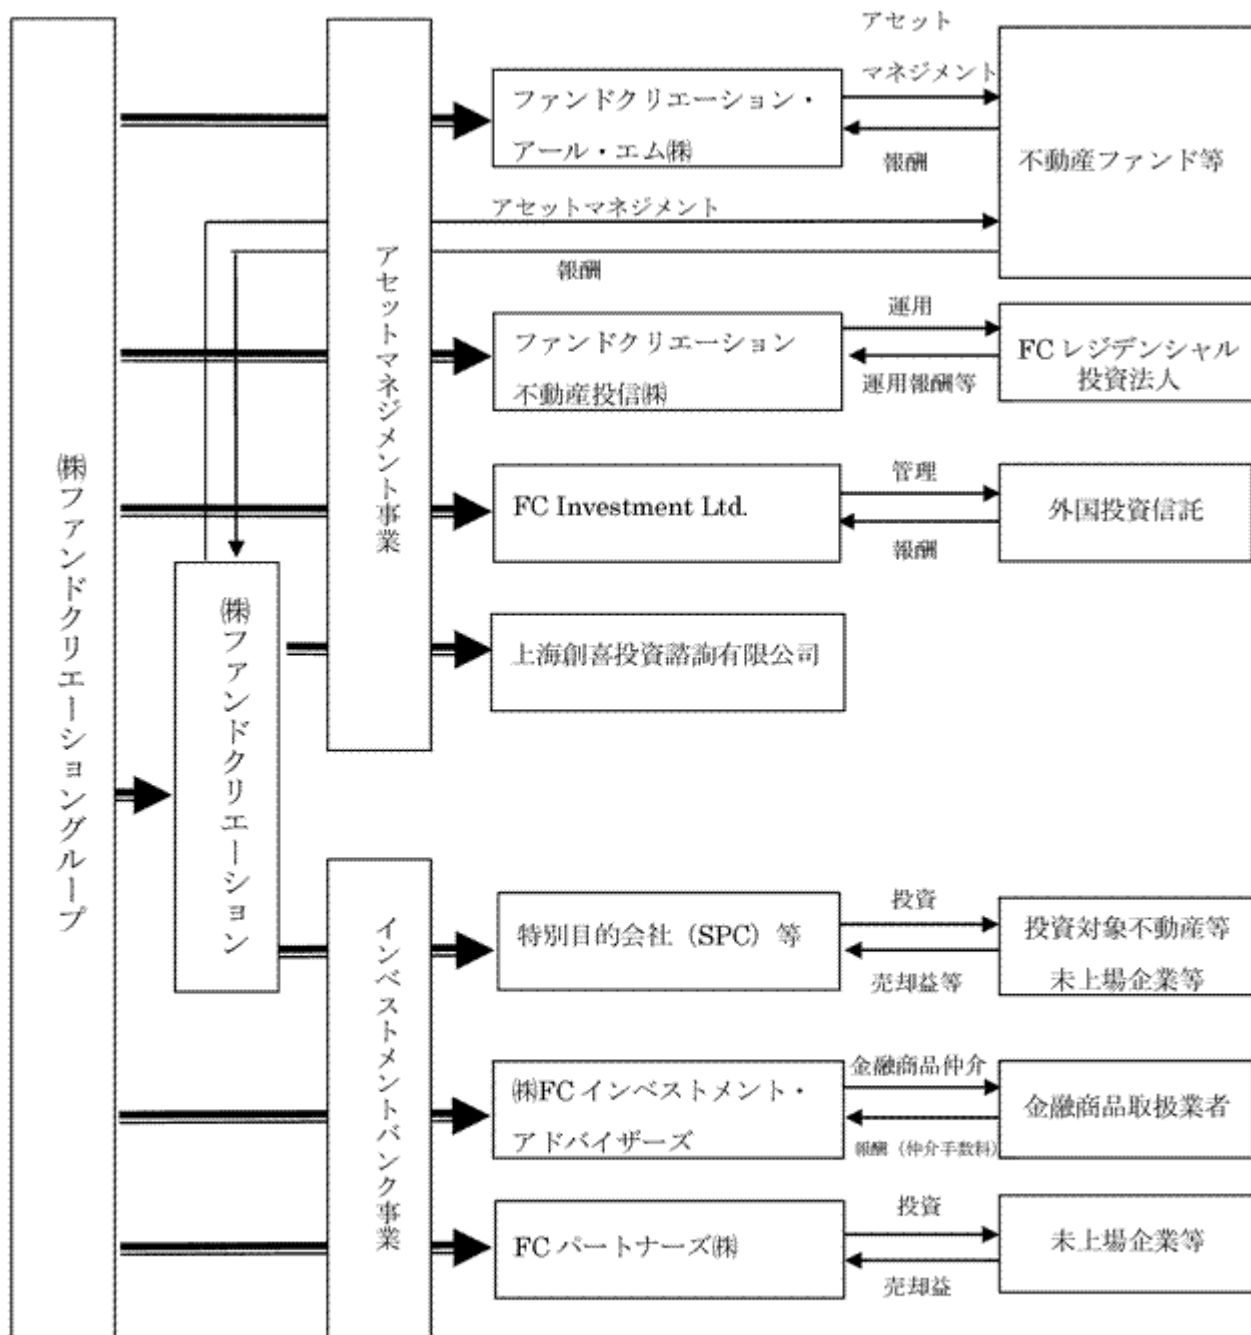 ㈱ファンドクリエーショングループ
㈱ファンドクリエーション
アセットマネジメント事業
ファンドクリエーション・
アール・エム㈱
アセット
マネジメント
報酬
不動産ファンド等
アセットマネジメント
報酬
ファンドクリエーション
不動産投信㈱
運用
運用報酬等
FC レジデンシャル
投資法人
FC Investment Ltd.
管理
報酬
外国投資信託
上海創喜投資諮詢有限公司
インベストメントバンク事業
特別目的会社（SPC）等
投資
売却益等
投資対象不動産等
未上場企業等
㈱FC インベストメント・
アドバイザーズ
金融商品仲介
報酬（仲介手数料）
金融商品取扱業者
FC パートナーズ㈱
投資
売却益
未上場企業等